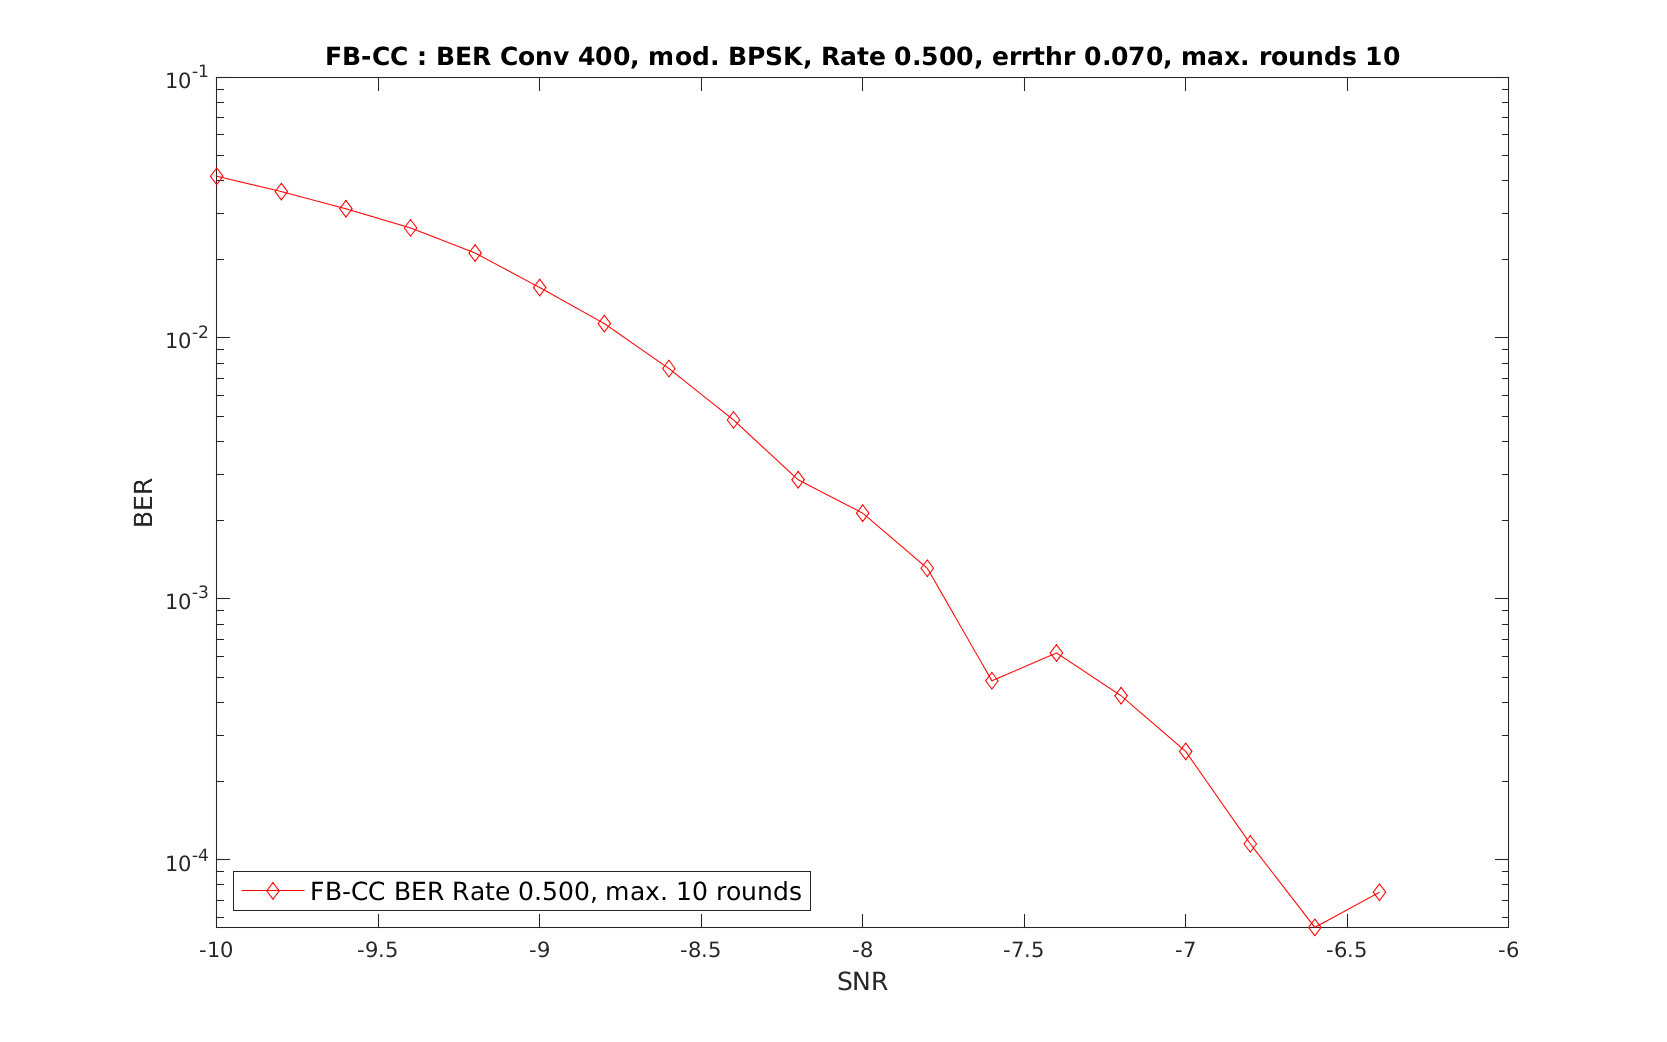 FB-CC : BER Conv 400, mod. BPSK, Rate 0.500, errthr 0.070, max. rounds 10
10^-1
10^-2
10^-3
10^-4
BER
FB-CC BER Rate 0.500, max. 10 rounds
-10 -9.5 -9 -8.5 -8 -7.5 -7 -6.5 -6
SNR